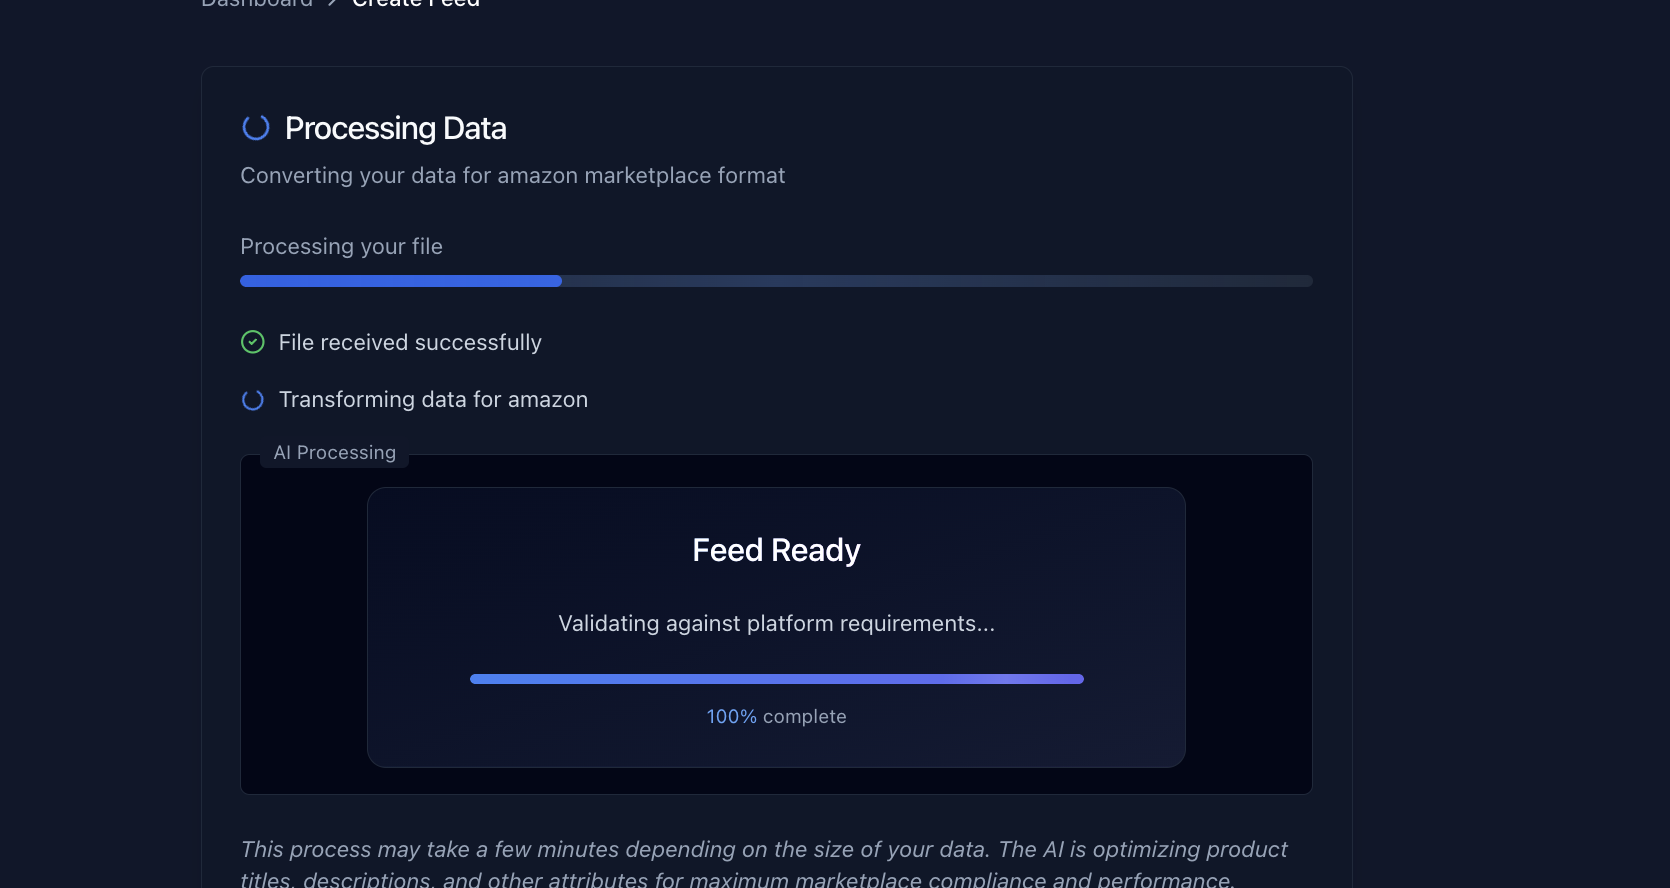 Dashboard > Create Feed
Processing Data
Converting your data for amazon marketplace format
Processing your file
File received successfully
Transforming data for amazon
AI Processing
Feed Ready
Validating against platform requirements...
100% complete
This process may take a few minutes depending on the size of your data. The AI is optimizing product
titles, descriptions, and other attributes for maximum marketplace compliance and performance.